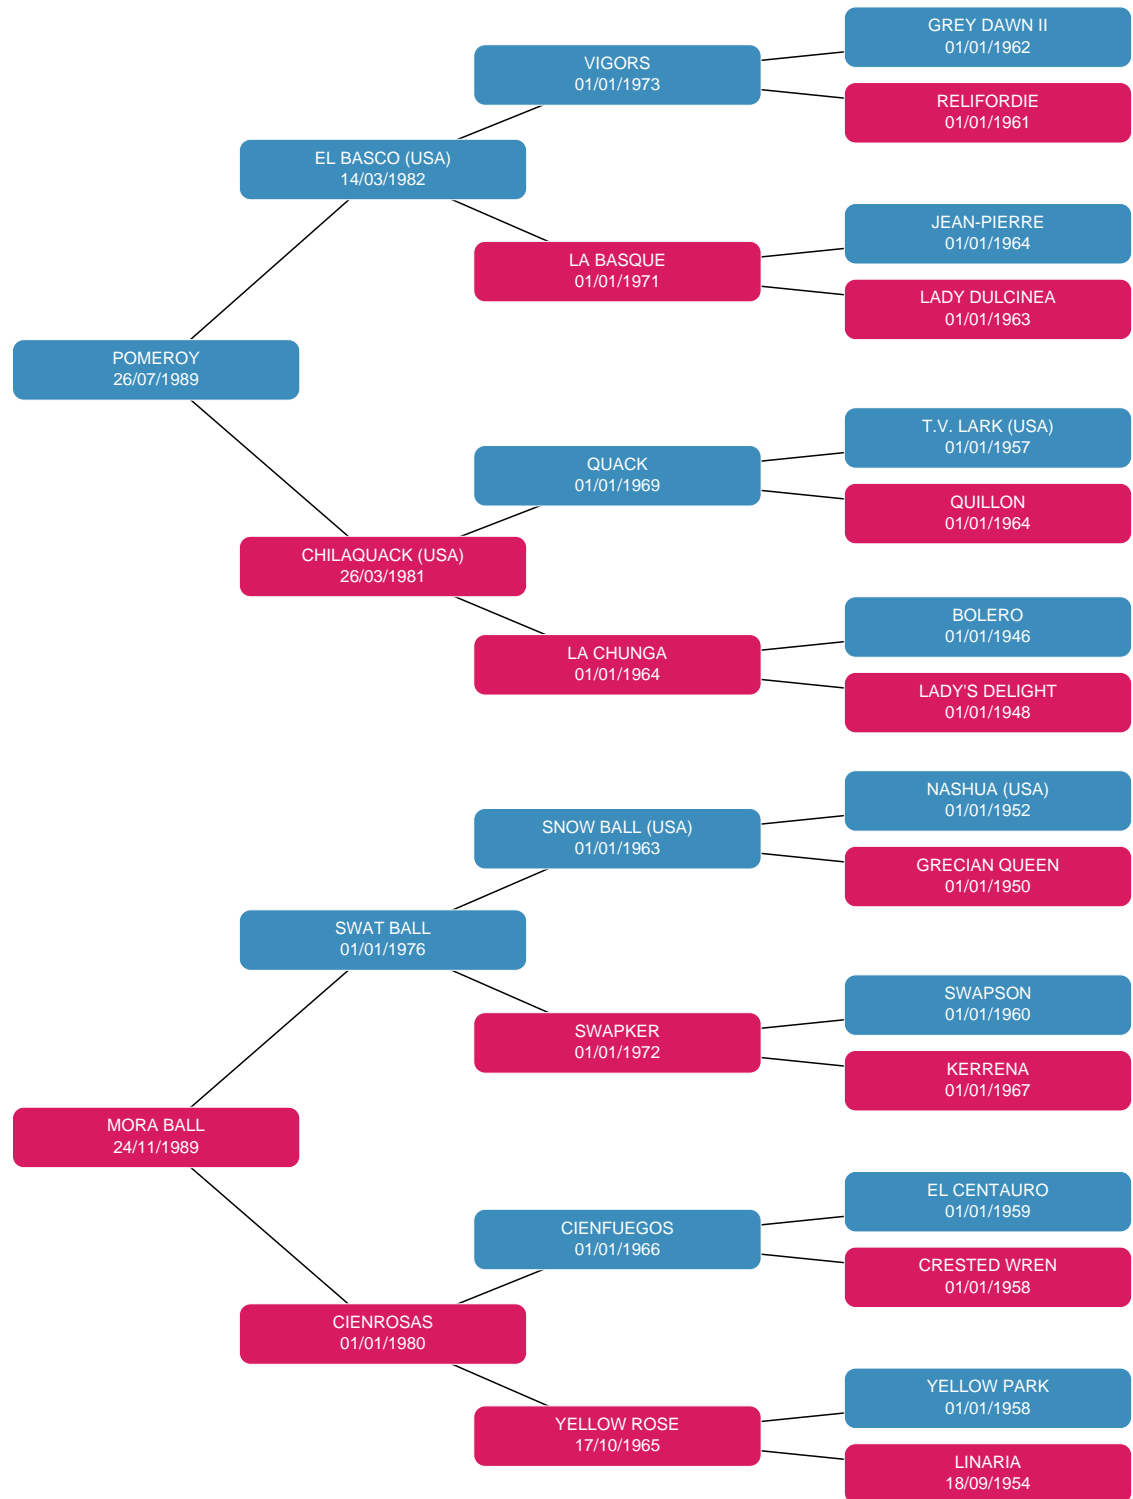 GREY DAWN II
01/01/1962
VIGORS
01/01/1973
RELIFORDIE
01/01/1961
EL BASCO (USA)
14/03/1982
JEAN-PIERRE
01/01/1964
LA BASQUE
01/01/1971
LADY DULCINEA
01/01/1963
POMEROY
26/07/1989
T.V. LARK (USA)
01/01/1957
QUACK
01/01/1969
QUILLON
01/01/1964
CHILAQUACK (USA)
26/03/1981
BOLERO
01/01/1946
LA CHUNGA
01/01/1964
LADY'S DELIGHT
01/01/1948
NASHUA (USA)
01/01/1952
SNOW BALL (USA)
01/01/1963
GRECIAN QUEEN
01/01/1950
SWAT BALL
01/01/1976
SWAPSON
01/01/1960
SWAPKER
01/01/1972
KERRENA
01/01/1967
MORA BALL
24/11/1989
EL CENTAURO
01/01/1959
CIENFUEGOS
01/01/1966
CRESTED WREN
01/01/1958
CIENROSAS
01/01/1980
YELLOW PARK
01/01/1958
YELLOW ROSE
17/10/1965
LINARIA
18/09/1954